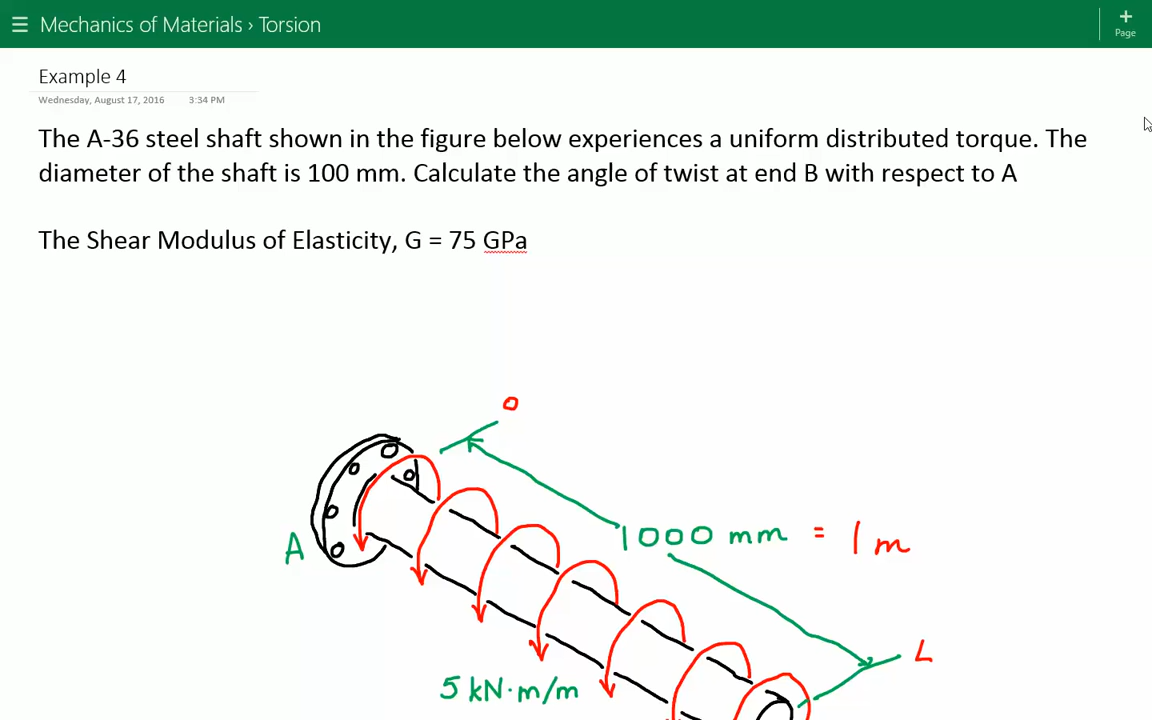 Mechanics of Materials › Torsion
Page
Example 4
Wednesday, August 17, 2016 3:34 PM
The A-36 steel shaft shown in the figure below experiences a uniform distributed torque. The
diameter of the shaft is 100 mm. Calculate the angle of twist at end B with respect to A
The Shear Modulus of Elasticity, G = 75 GPa
0
1000 mm = 1 m
A
L
5 kN·m/m